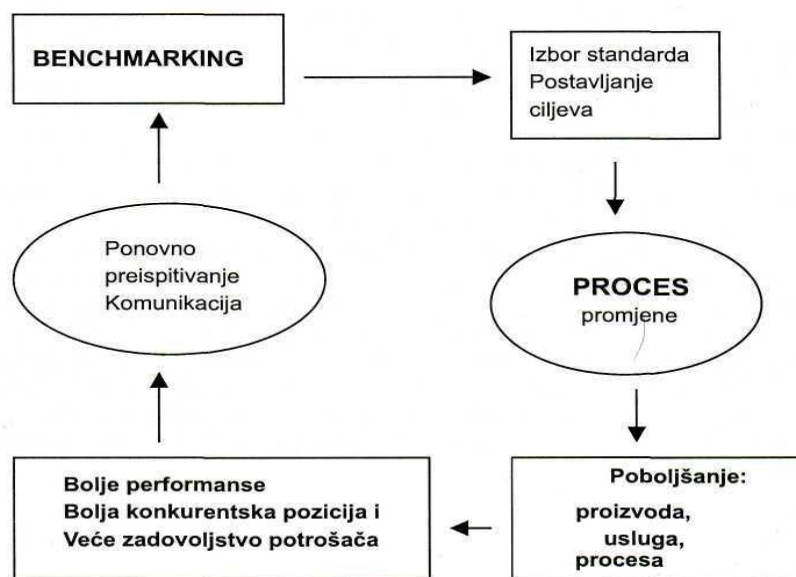 BENCHMARKING
Izbor standarda
Postavljanje
ciljeva
PROCES
promjene
Poboljšanje:
proizvoda,
usluga,
procesa
Bolje performanse
Bolja konkurentska pozicija i
Veće zadovoljstvo potrošača
Ponovno
preispitivanje
Komunikacija